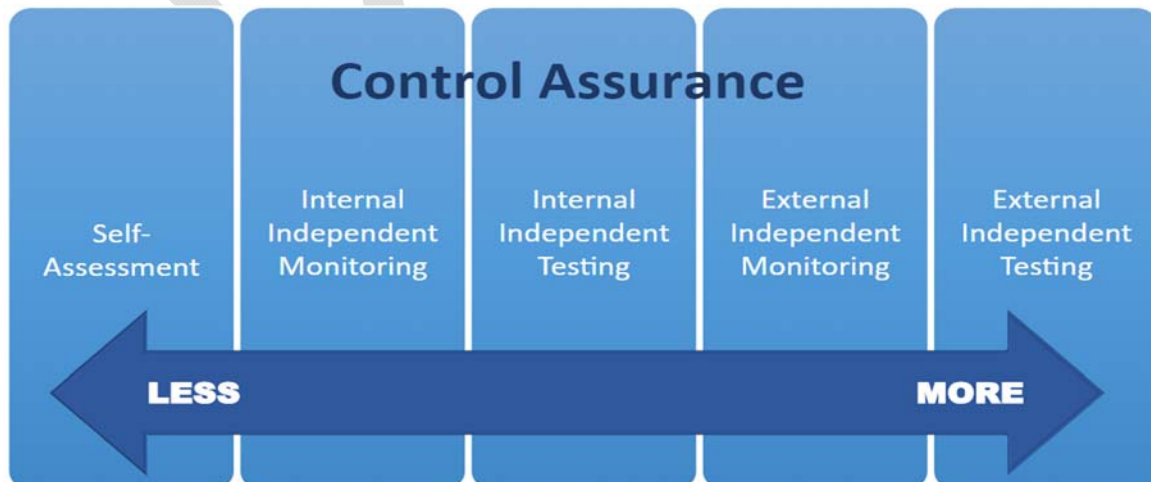 Control Assurance
Self-
Assessment
Internal
Independent
Monitoring
Internal
Independent
Testing
External
Independent
Monitoring
External
Independent
Testing
LESS
MORE